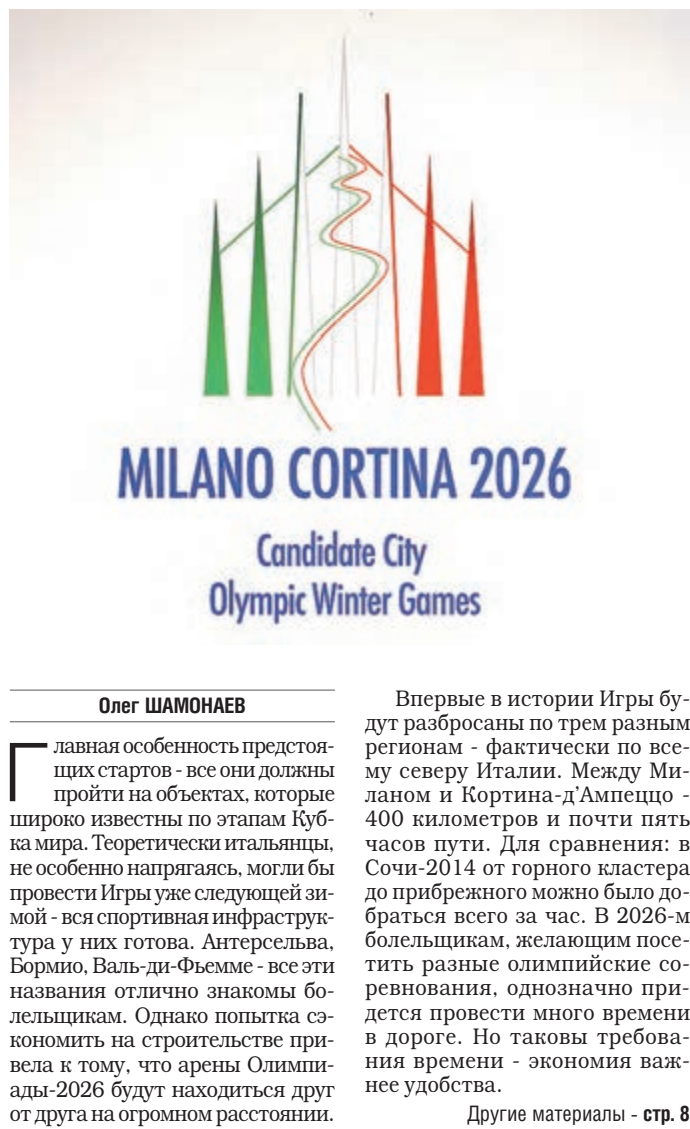 MILANO CORTINA 2026
Candidate City
Olympic Winter Games
Олег ШАМОНАЕВ
Главная особенность предстоя-
щих стартов - все они должны
пройти на объектах, которые
широко известны по этапам Куб-
ка мира. Теоретически итальянцы,
не особенно напрягаясь, могли бы
провести Игры уже следующей зи-
мой - вся спортивная инфраструк-
тура у них готова. Антерсельва,
Бормио, Валь-ди-Фьемме - все эти
названия отлично знакомы бо-
лельщикам. Однако попытка сэ-
кономить на строительстве при-
вела к тому, что арены Олимпи-
ады-2026 будут находиться друг
от друга на огромном расстоянии.
Впервые в истории Игры бу-
дут разбросаны по трем разным
регионам - фактически по все-
му северу Италии. Между Ми-
ланом и Кортина-д’Ампеццо -
400 километров и почти пять
часов пути. Для сравнения: в
Сочи-2014 от горного кластера
до прибрежного можно было до-
браться всего за час. В 2026-м
болельщикам, желающим посе-
тить разные олимпийские со-
ревнования, однозначно при-
дется провести много времени
в дороге. Но таковы требова-
ния времени - экономия важ-
нее удобства.
Другие материалы - стр. 8